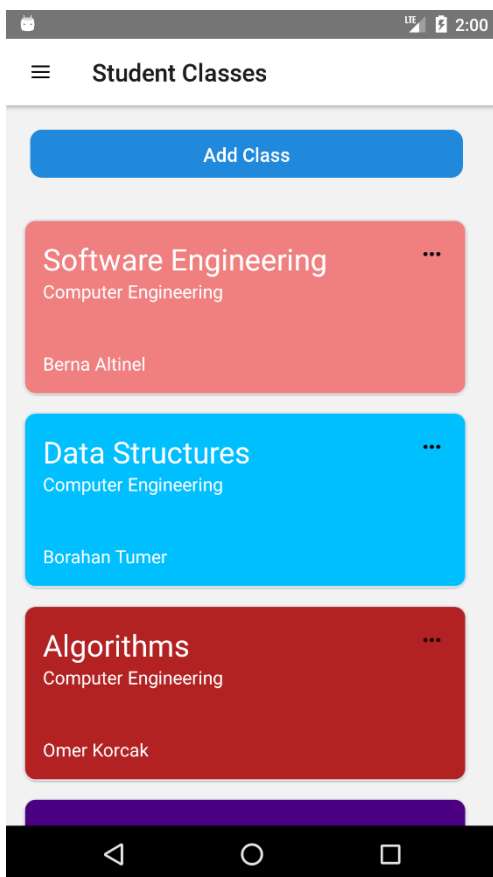 LTE 2:00
Student Classes
Add Class
Software Engineering
Computer Engineering
Berna Altinel
Data Structures
Computer Engineering
Borahan Tumer
Algorithms
Computer Engineering
Omer Korcak